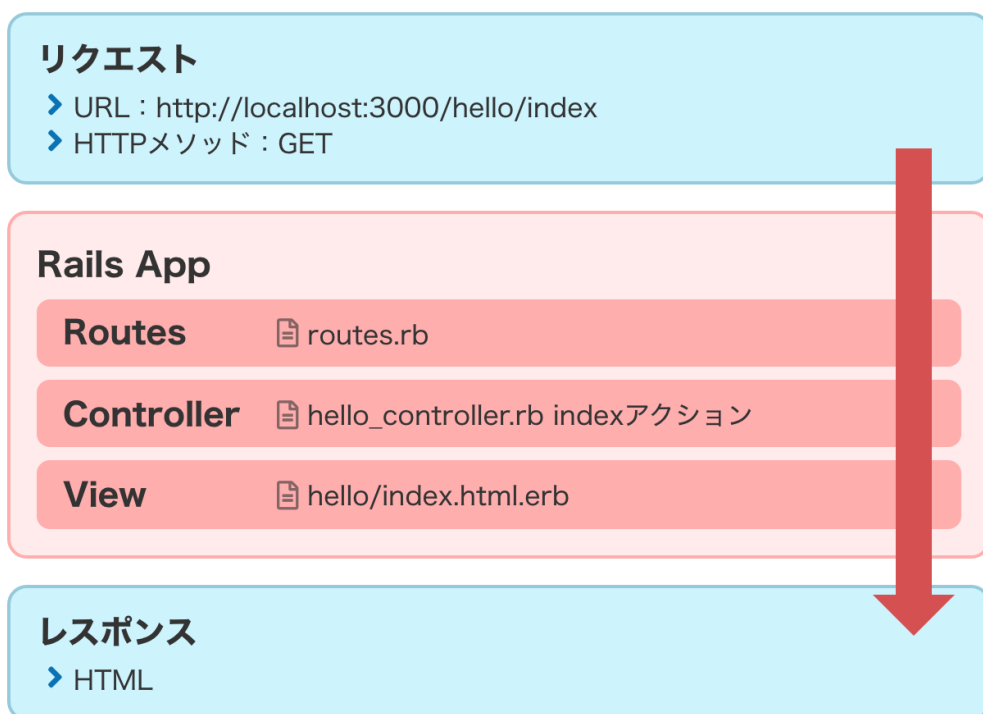 リクエスト
URL：http://localhost:3000/hello/index
HTTPメソッド：GET
Rails App
Routes routes.rb
Controller hello_controller.rb indexアクション
View hello/index.html.erb
レスポンス
HTML